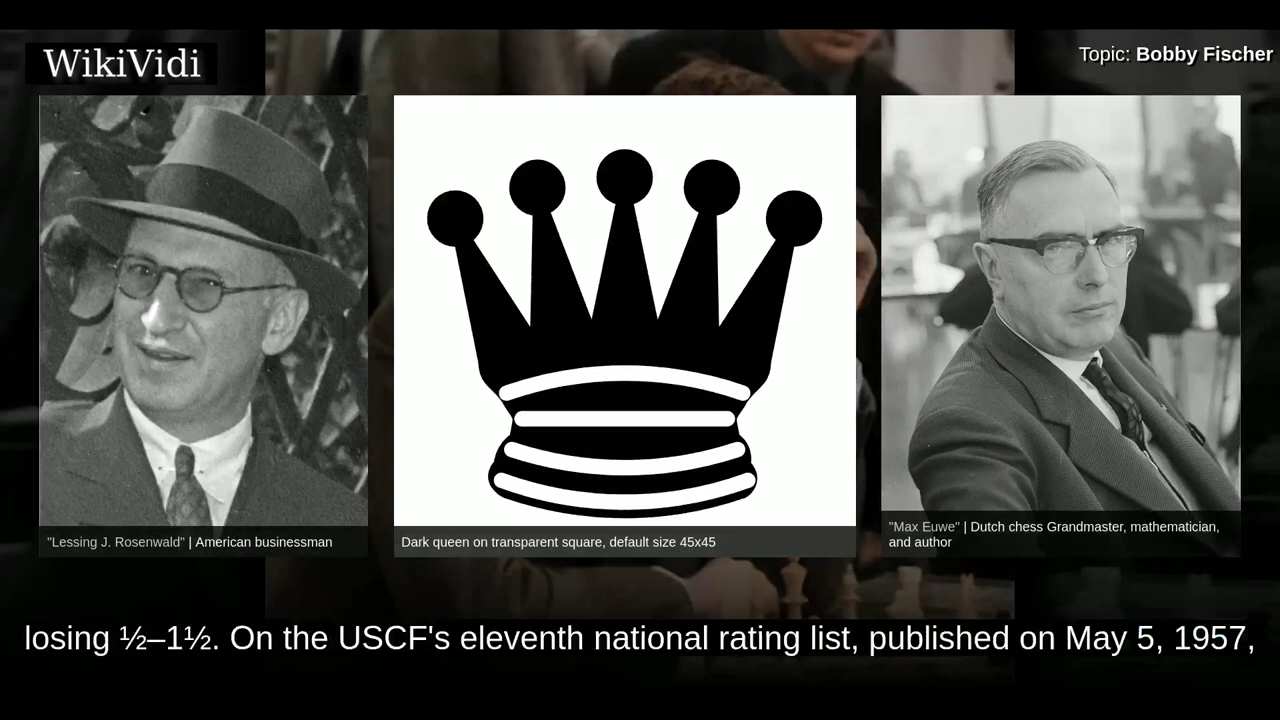 WikiVidi
Topic: Bobby Fischer
"Lessing J. Rosenwald" | American businessman
Dark queen on transparent square, default size 45x45
"Max Euwe" | Dutch chess Grandmaster, mathematician,
and author
losing ½–1½. On the USCF's eleventh national rating list, published on May 5, 1957,